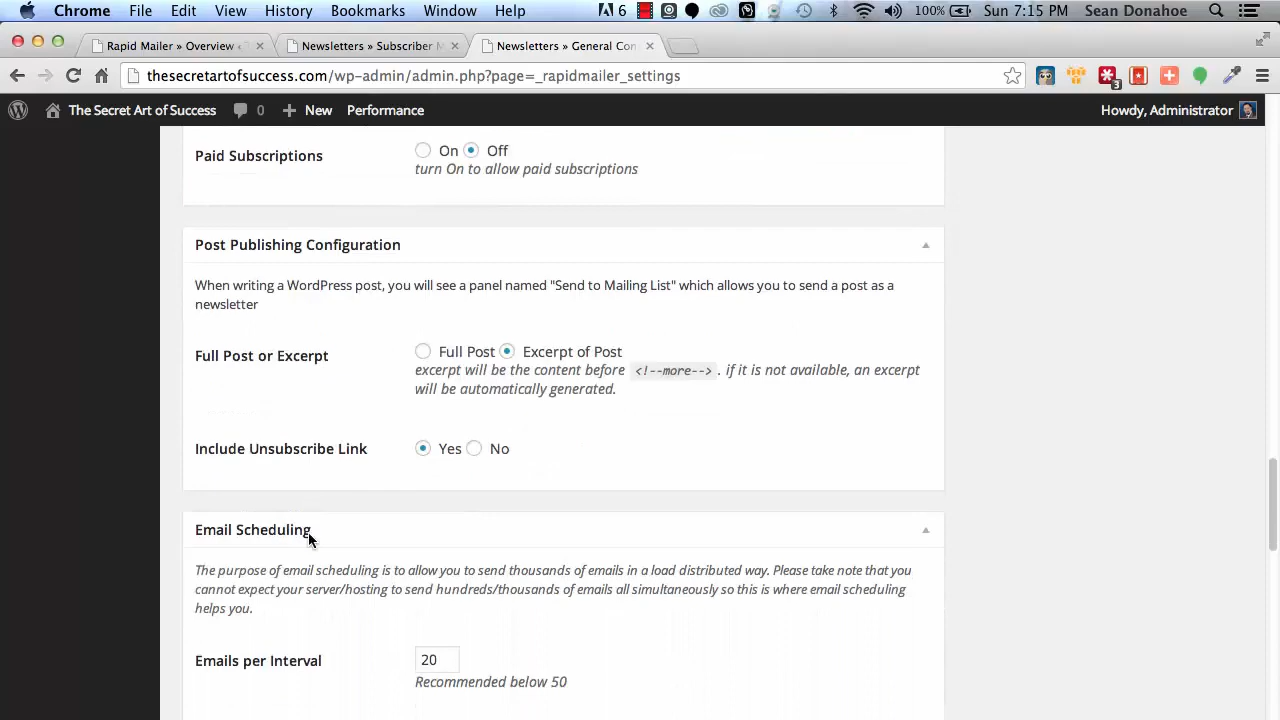 Chrome File Edit View History Bookmarks Window Help 6 100% Sun 7:15 PM Sean Donahoe
Rapid Mailer » Overview Newsletters » Subscriber M Newsletters » General Con
thesecretartofsuccess.com/wp-admin/admin.php?page=_rapidmailer_settings 3
The Secret Art of Success 0 New Performance Howdy, Administrator
Paid Subscriptions On Off
turn On to allow paid subscriptions
Post Publishing Configuration
When writing a WordPress post, you will see a panel named "Send to Mailing List" which allows you to send a post as a
newsletter
Full Post or Excerpt Full Post Excerpt of Post
excerpt will be the content before <!--more-->. if it is not available, an excerpt
will be automatically generated.
Include Unsubscribe Link Yes No
Email Scheduling
The purpose of email scheduling is to allow you to send thousands of emails in a load distributed way. Please take note that you
cannot expect your server/hosting to send hundreds/thousands of emails all simultaneously so this is where email scheduling
helps you.
Emails per Interval 20
Recommended below 50